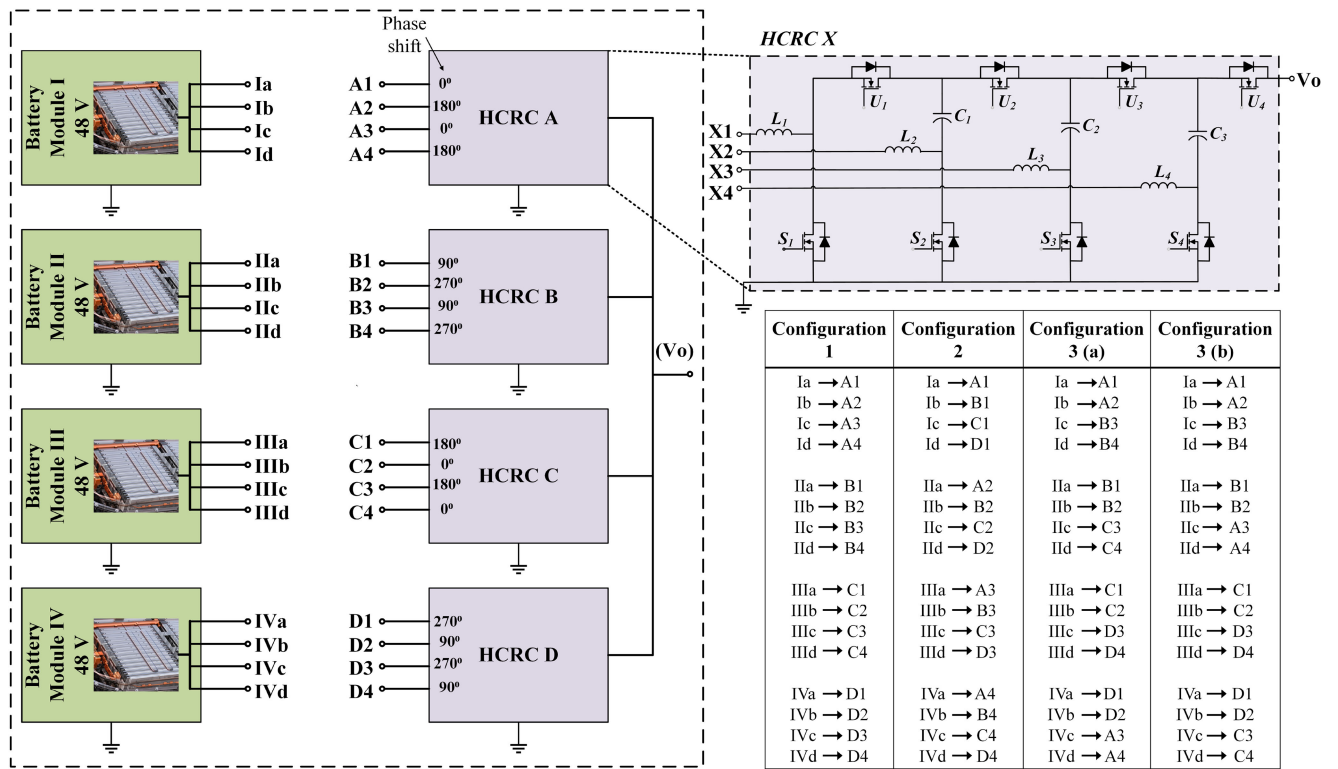 Phase
shift
Battery
Module I
48 V
Ia
Ib
Ic
Id
A1
A2
A3
A4
0º
180º
0º
180º
HCRC A
Battery
Module II
48 V
IIa
IIb
IIc
IId
B1
B2
B3
B4
90º
270º
90º
270º
HCRC B
(Vo)
Battery
Module III
48 V
IIIa
IIIb
IIIc
IIId
C1
C2
C3
C4
180º
0º
180º
0º
HCRC C
Battery
Module IV
48 V
IVa
IVb
IVc
IVd
D1
D2
D3
D4
270º
90º
270º
90º
HCRC D
HCRC X
U1
U2
U3
U4
Vo
C1
C2
C3
X1
X2
X3
X4
L1
L2
L3
L4
S1
S2
S3
S4
Configuration 1 Configuration 2 Configuration 3 (a) Configuration 3 (b)
Ia → A1 Ia → A1 Ia → A1 Ia → A1
Ib → A2 Ib → B1 Ib → A2 Ib → A2
Ic → A3 Ic → C1 Ic → B3 Ic → B3
Id → A4 Id → D1 Id → B4 Id → B4
IIa → B1 IIa → A2 IIa → B1 IIa → B1
IIb → B2 IIb → B2 IIb → B2 IIb → B2
IIc → B3 IIc → C2 IIc → C3 IIc → A3
IId → B4 IId → D2 IId → C4 IId → A4
IIIa → C1 IIIa → A3 IIIa → C1 IIIa → C1
IIIb → C2 IIIb → B3 IIIb → C2 IIIb → C2
IIIc → C3 IIIc → C3 IIIc → D3 IIIc → D3
IIId → C4 IIId → D3 IIId → D4 IIId → D4
IVa → D1 IVa → A4 IVa → D1 IVa → D1
IVb → D2 IVb → B4 IVb → D2 IVb → D2
IVc → D3 IVc → C4 IVc → A3 IVc → C3
IVd → D4 IVd → D4 IVd → A4 IVd → C4